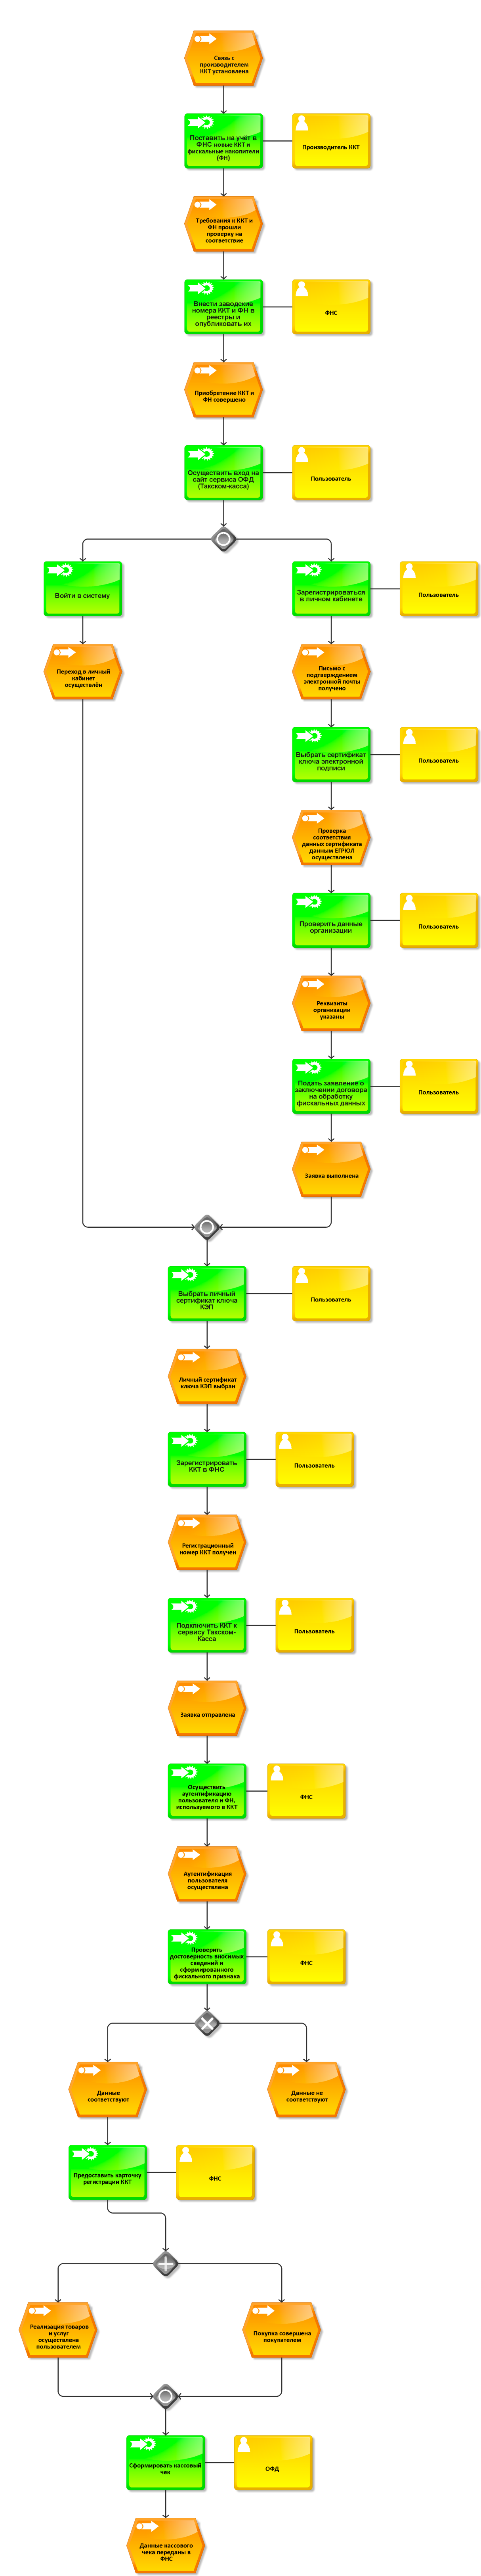 Связь с
производителем
ККТ установлена
Поставить на учёт в
ФНС новые ККТ и
фискальные накопители
(ФН)
Производитель ККТ
Требования к ККТ и
ФН прошли
проверку на
соответствие
Внести заводские
номера ККТ и ФН в
реестры и
опубликовать их
ФНС
Приобретение ККТ и
ФН совершено
Осуществить вход на
сайт сервиса ОФД
(Такском-касса)
Пользователь
Войти в систему
Зарегистрироваться
в личном кабинете
Пользователь
Переход в личный
кабинет
осуществлён
Письмо с
подтверждением
электронной почты
получено
Выбрать сертификат
ключа электронной
подписи
Пользователь
Проверка
соответствия
данных сертификата
данным ЕГРЮЛ
осуществлена
Проверить данные
организации
Пользователь
Реквизиты
организации
указаны
Подать заявление о
заключении договора
на обработку
фискальных данных
Пользователь
Заявка выполнена
Выбрать личный
сертификат ключа
КЭП
Пользователь
Личный сертификат
ключа КЭП выбран
Зарегистрировать
ККТ в ФНС
Пользователь
Регистрационный
номер ККТ получен
Подключить ККТ к
сервису Такском-
Касса
Пользователь
Заявка отправлена
Осуществить
аутентификацию
пользователя и ФН,
используемого в ККТ
ФНС
Аутентификация
пользователя
осуществлена
Проверить
достоверность вносимых
сведений и
сформированного
фискального признака
ФНС
Данные
соответствуют
Данные не
соответствуют
Предоставить карточку
регистрации ККТ
ФНС
Реализация товаров
и услуг
осуществлена
пользователем
Покупка совершена
покупателем
Сформировать кассовый
чек
ОФД
Данные кассового
чека переданы в
ФНС